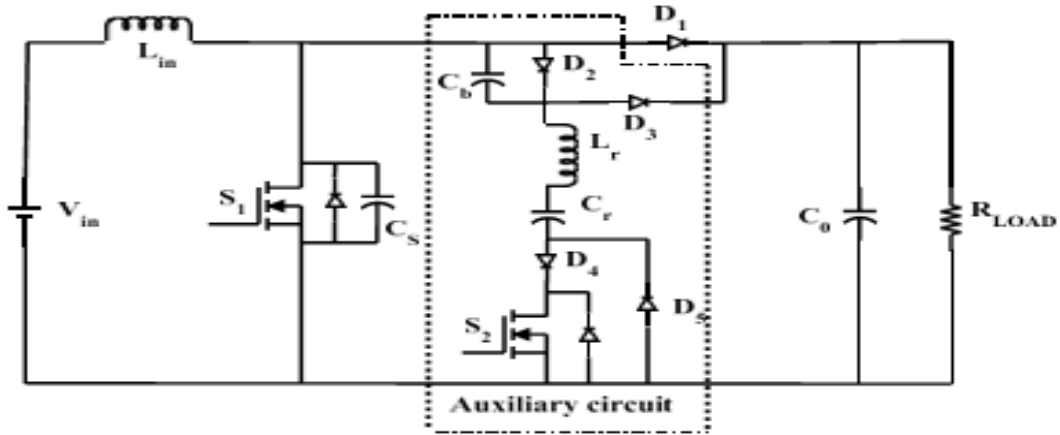 D1
Lin
Cb
D2
D3
Lr
S1
Cr
Vin
CS
C0
RLOAD
D4
D5
S2
Auxiliary circuit